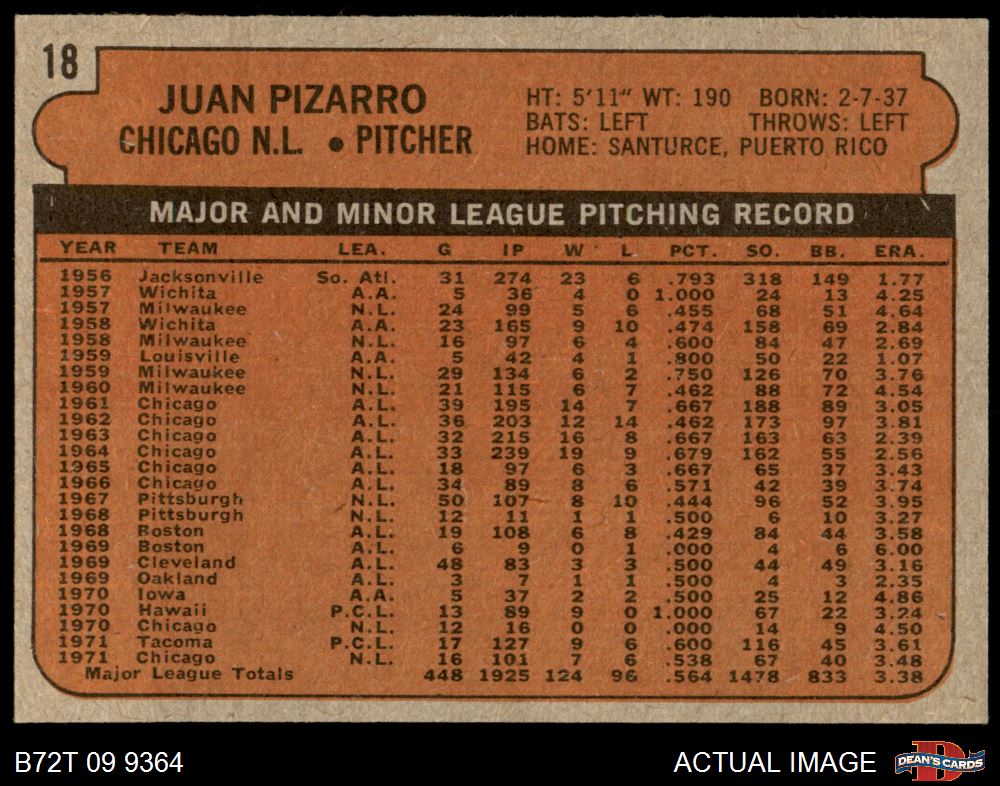 18
JUAN PIZARRO
CHICAGO N.L. ● PITCHER
HT: 5'11" WT: 190 BORN: 2-7-37
BATS: LEFT THROWS: LEFT
HOME: SANTURCE, PUERTO RICO
MAJOR AND MINOR LEAGUE PITCHING RECORD
YEAR TEAM LEA. G IP W L PCT. SO. BB. ERA.
1956 Jacksonville So. Atl. 31 274 23 6 .793 318 149 1.77
1957 Wichita A.A. 5 36 4 0 1.000 24 13 4.25
1957 Milwaukee N.L. 24 99 5 6 .455 68 51 4.64
1958 Wichita A.A. 23 165 9 10 .474 158 69 2.84
1958 Milwaukee N.L. 16 97 6 4 .600 84 47 2.69
1959 Louisville A.A. 5 42 4 1 .800 50 22 1.07
1959 Milwaukee N.L. 29 134 6 2 .750 126 70 3.76
1960 Milwaukee N.L. 21 115 6 7 .462 88 72 4.54
1961 Chicago A.L. 39 195 14 7 .667 188 89 3.05
1962 Chicago A.L. 36 203 12 14 .462 173 97 3.81
1963 Chicago A.L. 32 215 16 8 .667 163 63 2.39
1964 Chicago A.L. 33 239 19 9 .679 162 55 2.56
1965 Chicago A.L. 18 97 6 3 .667 65 37 3.43
1966 Chicago A.L. 34 89 8 6 .571 42 39 3.74
1967 Pittsburgh N.L. 50 107 8 10 .444 96 52 3.95
1968 Pittsburgh N.L. 12 11 1 1 .500 6 10 3.27
1968 Boston A.L. 19 108 6 8 .429 84 44 3.58
1969 Boston A.L. 6 9 0 1 .000 4 6 6.00
1969 Cleveland A.L. 48 83 3 3 .500 44 49 3.16
1969 Oakland A.L. 3 7 1 1 .500 4 3 2.35
1970 Iowa A.A. 5 37 2 2 .500 25 12 4.86
1970 Hawaii P.C.L. 13 89 9 0 1.000 67 22 3.24
1970 Chicago N.L. 12 16 0 0 .000 14 9 4.50
1971 Tacoma P.C.L. 17 127 9 6 .600 116 45 3.61
1971 Chicago N.L. 16 101 7 6 .538 67 40 3.48
Major League Totals 448 1925 124 96 .564 1478 833 3.38
B72T 09 9364
ACTUAL IMAGE
DEAN'S CARDS